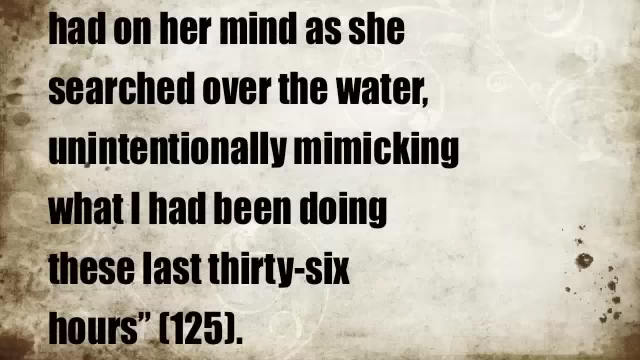 had on her mind as she
searched over the water,
unintentionally mimicking
what I had been doing
these last thirty-six
hours” (125).